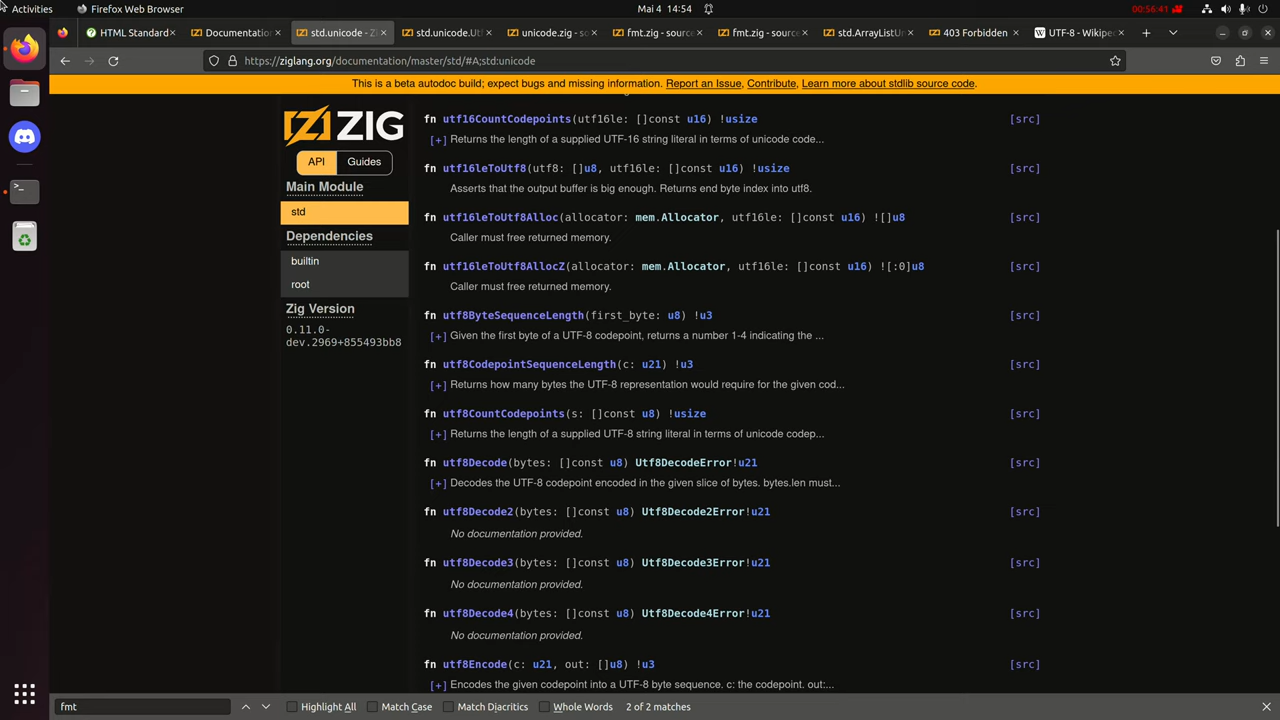 Activities
Firefox Web Browser
Mai 4 14:54
00:56:41
HTML Standard
Documentation
std.unicode - Z
std.unicode.Ut
unicode.zig - so
fmt.zig - source
fmt.zig - source
std.ArrayListUn
403 Forbidden
UTF-8 - Wikipe
https://ziglang.org/documentation/master/std/#A;std:unicode
This is a beta autodoc build; expect bugs and missing information. Report an Issue, Contribute, Learn more about stdlib source code.
ZIG
API
Guides
Main Module
std
Dependencies
builtin
root
Zig Version
0.11.0-
dev.2969+855493bb8
fn utf16CountCodepoints(utf16le: []const u16) !usize [src]
[+] Returns the length of a supplied UTF-16 string literal in terms of unicode code...
fn utf16leToUtf8(utf8: []u8, utf16le: []const u16) !usize [src]
Asserts that the output buffer is big enough. Returns end byte index into utf8.
fn utf16leToUtf8Alloc(allocator: mem.Allocator, utf16le: []const u16) ![]u8 [src]
Caller must free returned memory.
fn utf16leToUtf8AllocZ(allocator: mem.Allocator, utf16le: []const u16) ![:0]u8 [src]
Caller must free returned memory.
fn utf8ByteSequenceLength(first_byte: u8) !u3 [src]
[+] Given the first byte of a UTF-8 codepoint, returns a number 1-4 indicating the ...
fn utf8CodepointSequenceLength(c: u21) !u3 [src]
[+] Returns how many bytes the UTF-8 representation would require for the given cod...
fn utf8CountCodepoints(s: []const u8) !usize [src]
[+] Returns the length of a supplied UTF-8 string literal in terms of unicode codep...
fn utf8Decode(bytes: []const u8) Utf8DecodeError!u21 [src]
[+] Decodes the UTF-8 codepoint encoded in the given slice of bytes. bytes.len must...
fn utf8Decode2(bytes: []const u8) Utf8Decode2Error!u21 [src]
No documentation provided.
fn utf8Decode3(bytes: []const u8) Utf8Decode3Error!u21 [src]
No documentation provided.
fn utf8Decode4(bytes: []const u8) Utf8Decode4Error!u21 [src]
No documentation provided.
fn utf8Encode(c: u21, out: []u8) !u3 [src]
[+] Encodes the given codepoint into a UTF-8 byte sequence. c: the codepoint. out:...
fmt
Highlight All
Match Case
Match Diacritics
Whole Words
2 of 2 matches